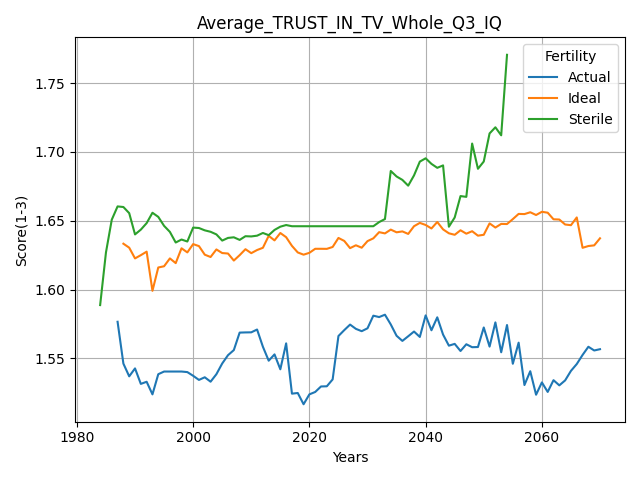 Average_TRUST_IN_TV_Whole_Q3_IQ
Fertility
Actual
Ideal
Sterile
Score(1-3)
1.75
1.70
1.65
1.60
1.55
1980
2000
2020
2040
2060
Years